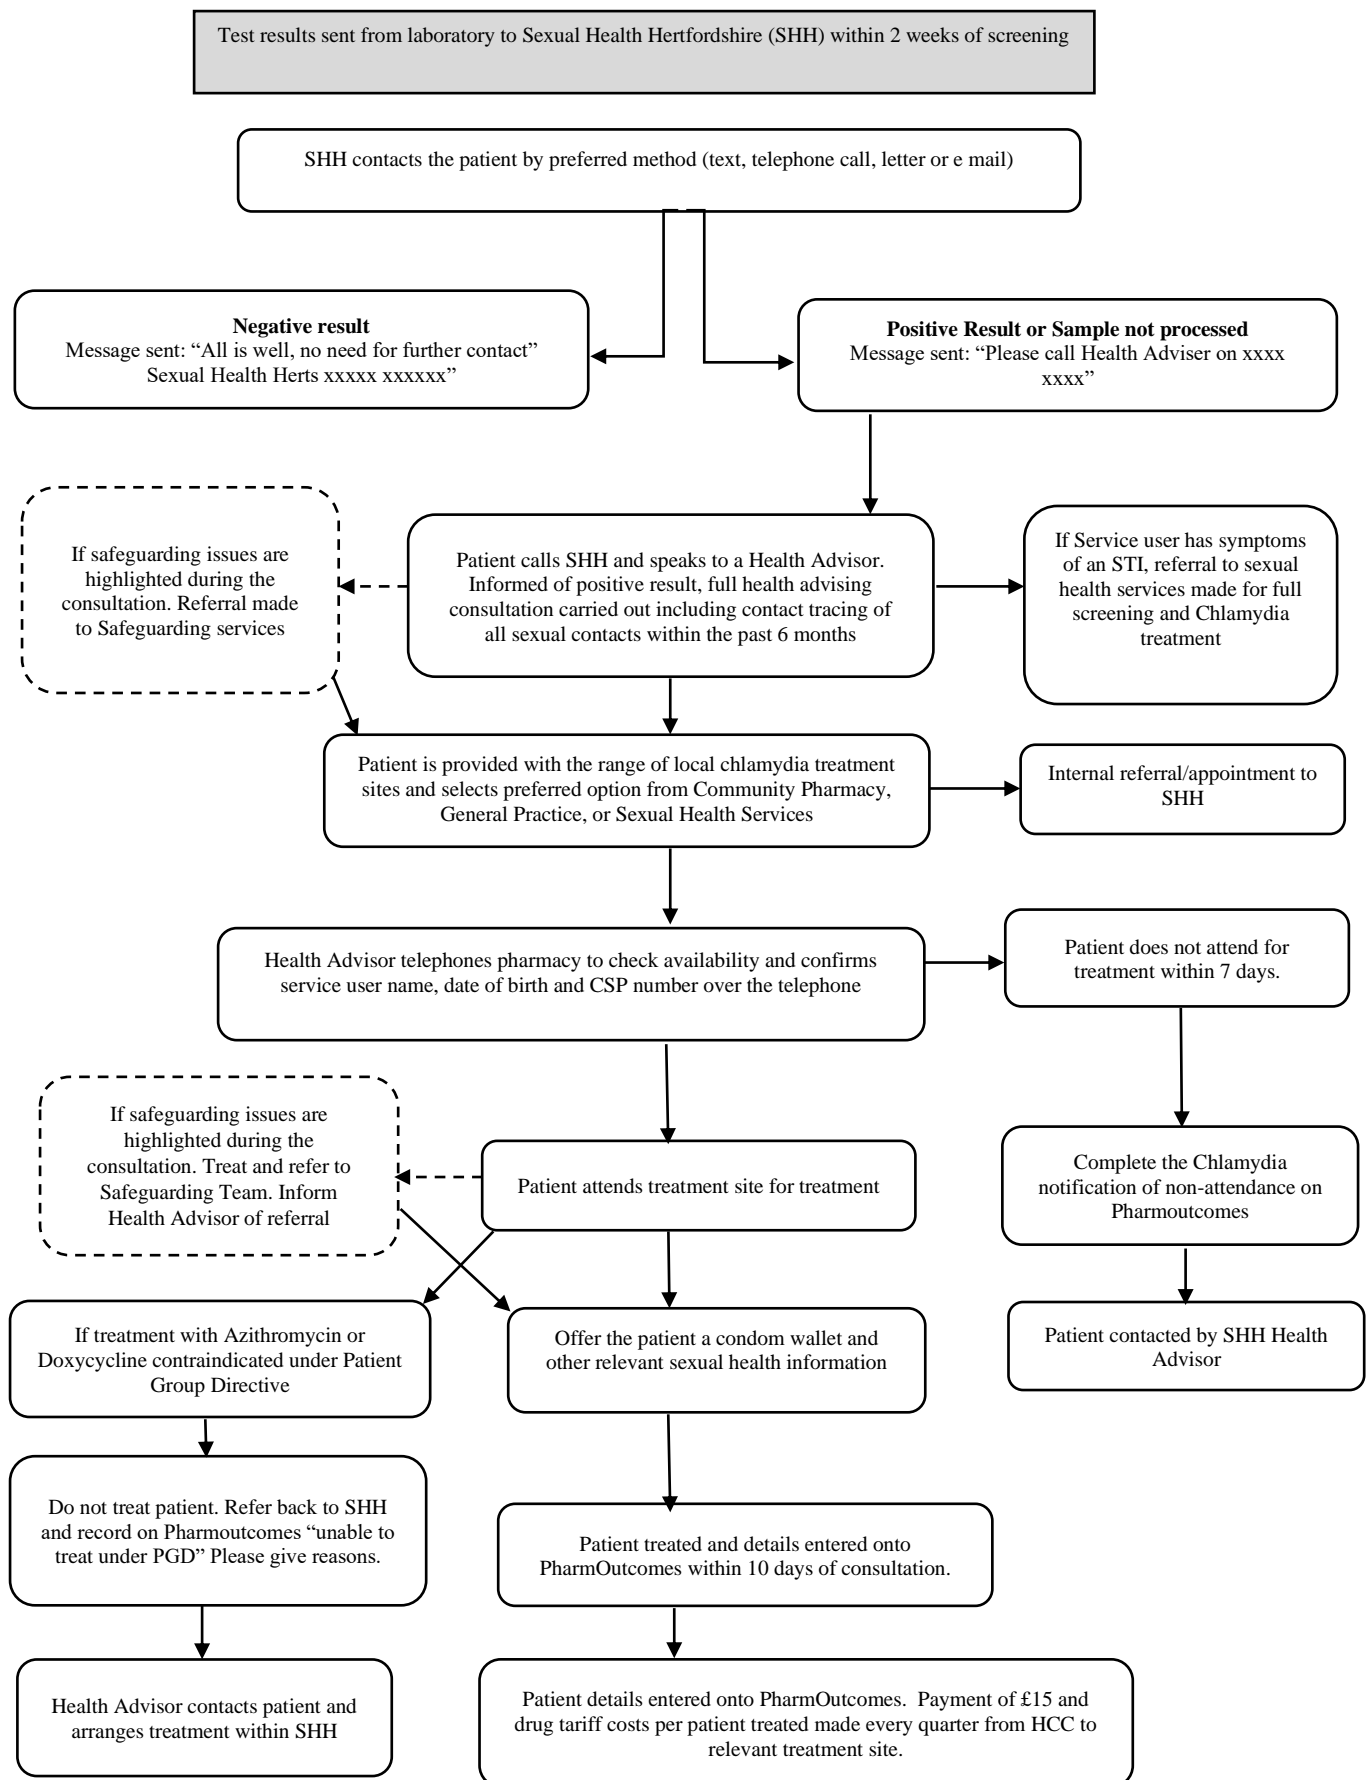 Test results sent from laboratory to Sexual Health Hertfordshire (SHH) within 2 weeks of screening
SHH contacts the patient by preferred method (text, telephone call, letter or e mail)
Negative result
Message sent: “All is well, no need for further contact”
Sexual Health Herts xxxxx xxxxxx”
Positive Result or Sample not processed
Message sent: “Please call Health Adviser on xxxx
xxxx”
If safeguarding issues are
highlighted during the
consultation. Referral made
to Safeguarding services
Patient calls SHH and speaks to a Health Advisor.
Informed of positive result, full health advising
consultation carried out including contact tracing of
all sexual contacts within the past 6 months
If Service user has symptoms
of an STI, referral to sexual
health services made for full
screening and Chlamydia
treatment
Patient is provided with the range of local chlamydia treatment
sites and selects preferred option from Community Pharmacy,
General Practice, or Sexual Health Services
Internal referral/appointment to
SHH
Health Advisor telephones pharmacy to check availability and confirms
service user name, date of birth and CSP number over the telephone
Patient does not attend for
treatment within 7 days.
If safeguarding issues are
highlighted during the
consultation. Treat and refer to
Safeguarding Team. Inform
Health Advisor of referral
Patient attends treatment site for treatment
Complete the Chlamydia
notification of non-attendance on
Pharmoutcomes
If treatment with Azithromycin or
Doxycycline contraindicated under Patient
Group Directive
Offer the patient a condom wallet and
other relevant sexual health information
Patient contacted by SHH Health
Advisor
Do not treat patient. Refer back to SHH
and record on Pharmoutcomes “unable to
treat under PGD” Please give reasons.
Patient treated and details entered onto
PharmOutcomes within 10 days of consultation.
Health Advisor contacts patient and
arranges treatment within SHH
Patient details entered onto PharmOutcomes.  Payment of £15 and
drug tariff costs per patient treated made every quarter from HCC to
relevant treatment site.